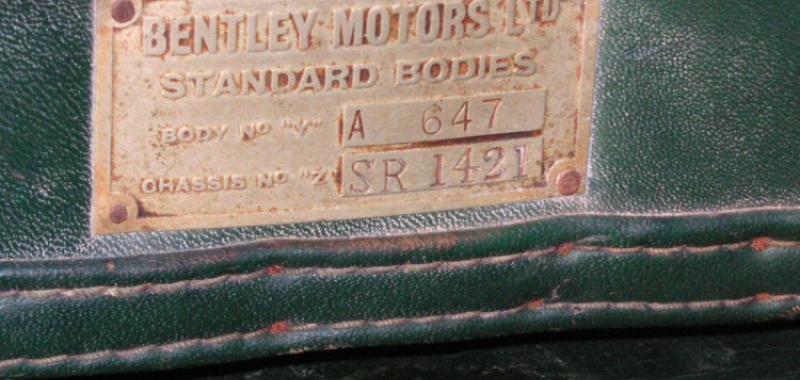 BENTLEY MOTORS LTD
STANDARD BODIES
BODY NO "Y" A 647
CHASSIS NO "Z" SR 1421